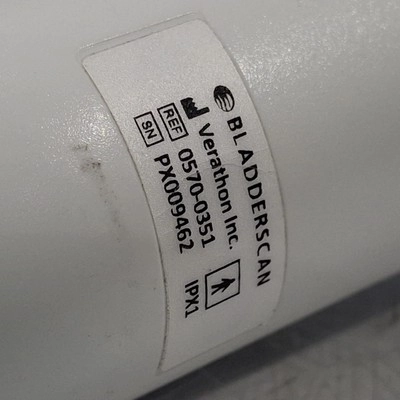 BLADDERSCAN
Verathon Inc.
REF 0570-0351
SN PX009462
IPX1